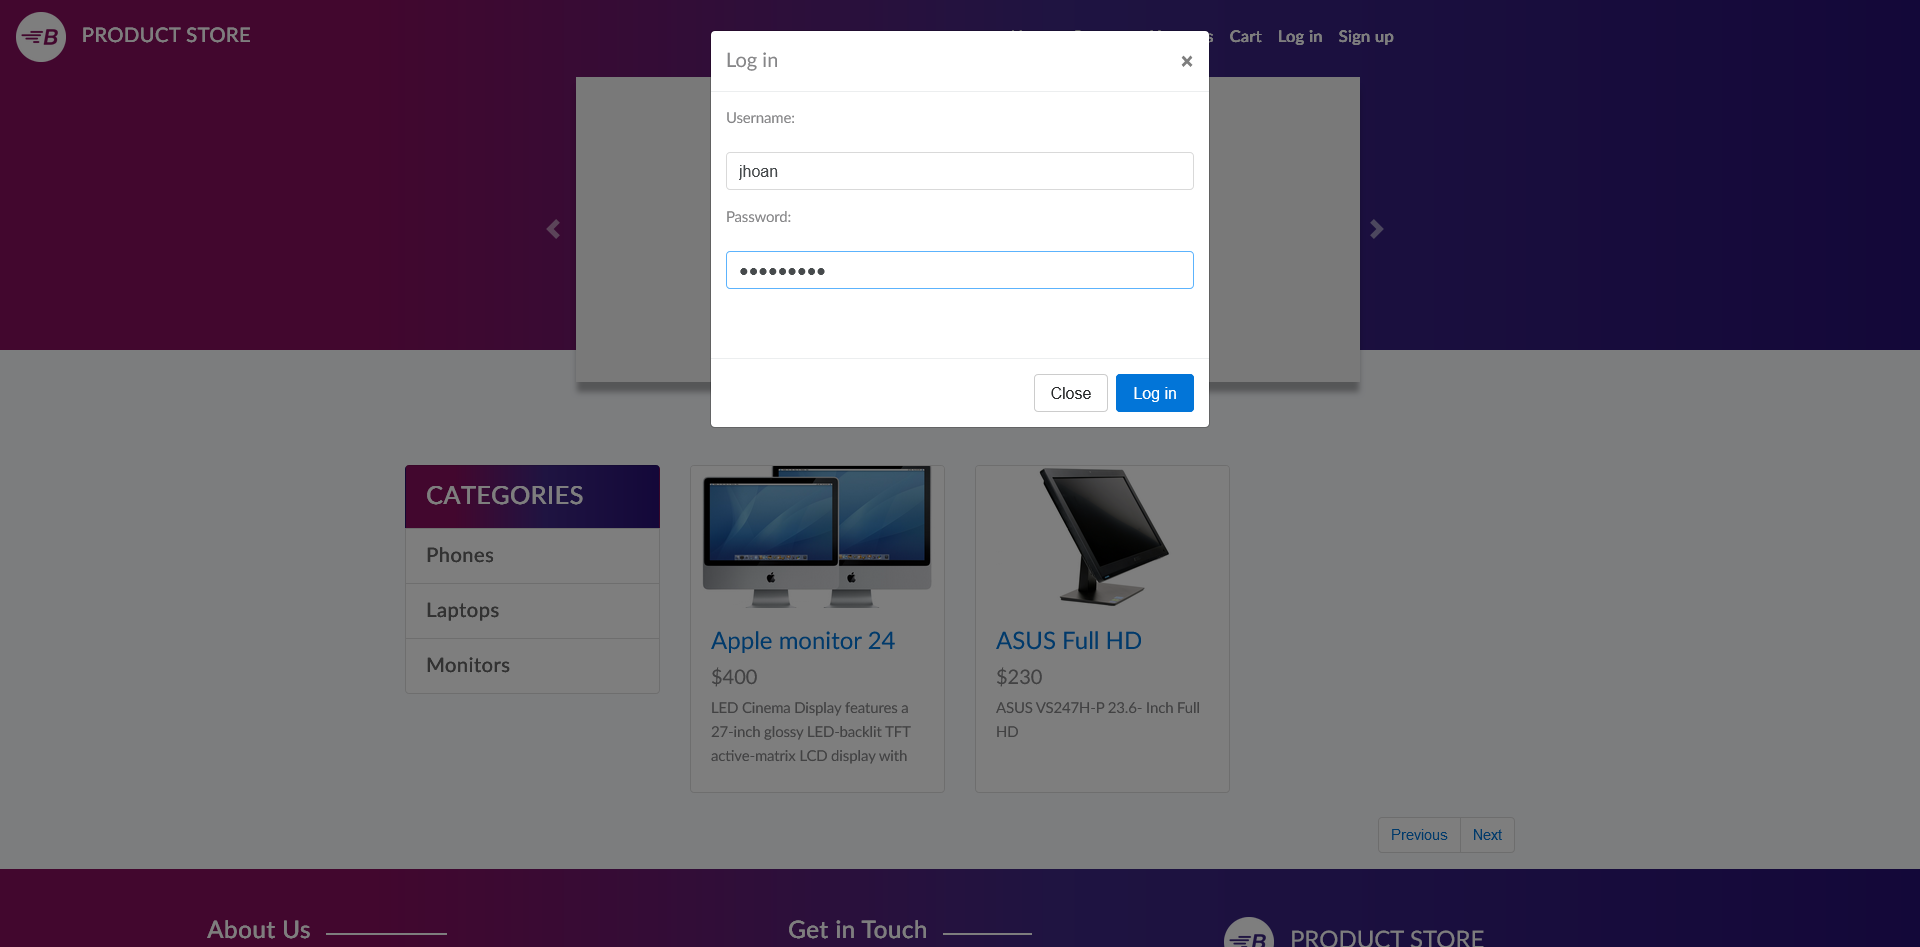 PRODUCT STORE
Cart Log in Sign up
Log in ×
Username:
jhoan
Password:
•••••••••
Close Log in
CATEGORIES
Phones
Laptops
Monitors
Apple monitor 24
$400
LED Cinema Display features a
27-inch glossy LED-backlit TFT
active-matrix LCD display with
ASUS Full HD
$230
ASUS VS247H-P 23.6- Inch Full
HD
Previous Next
About Us
Get in Touch
PRODUCT STORE